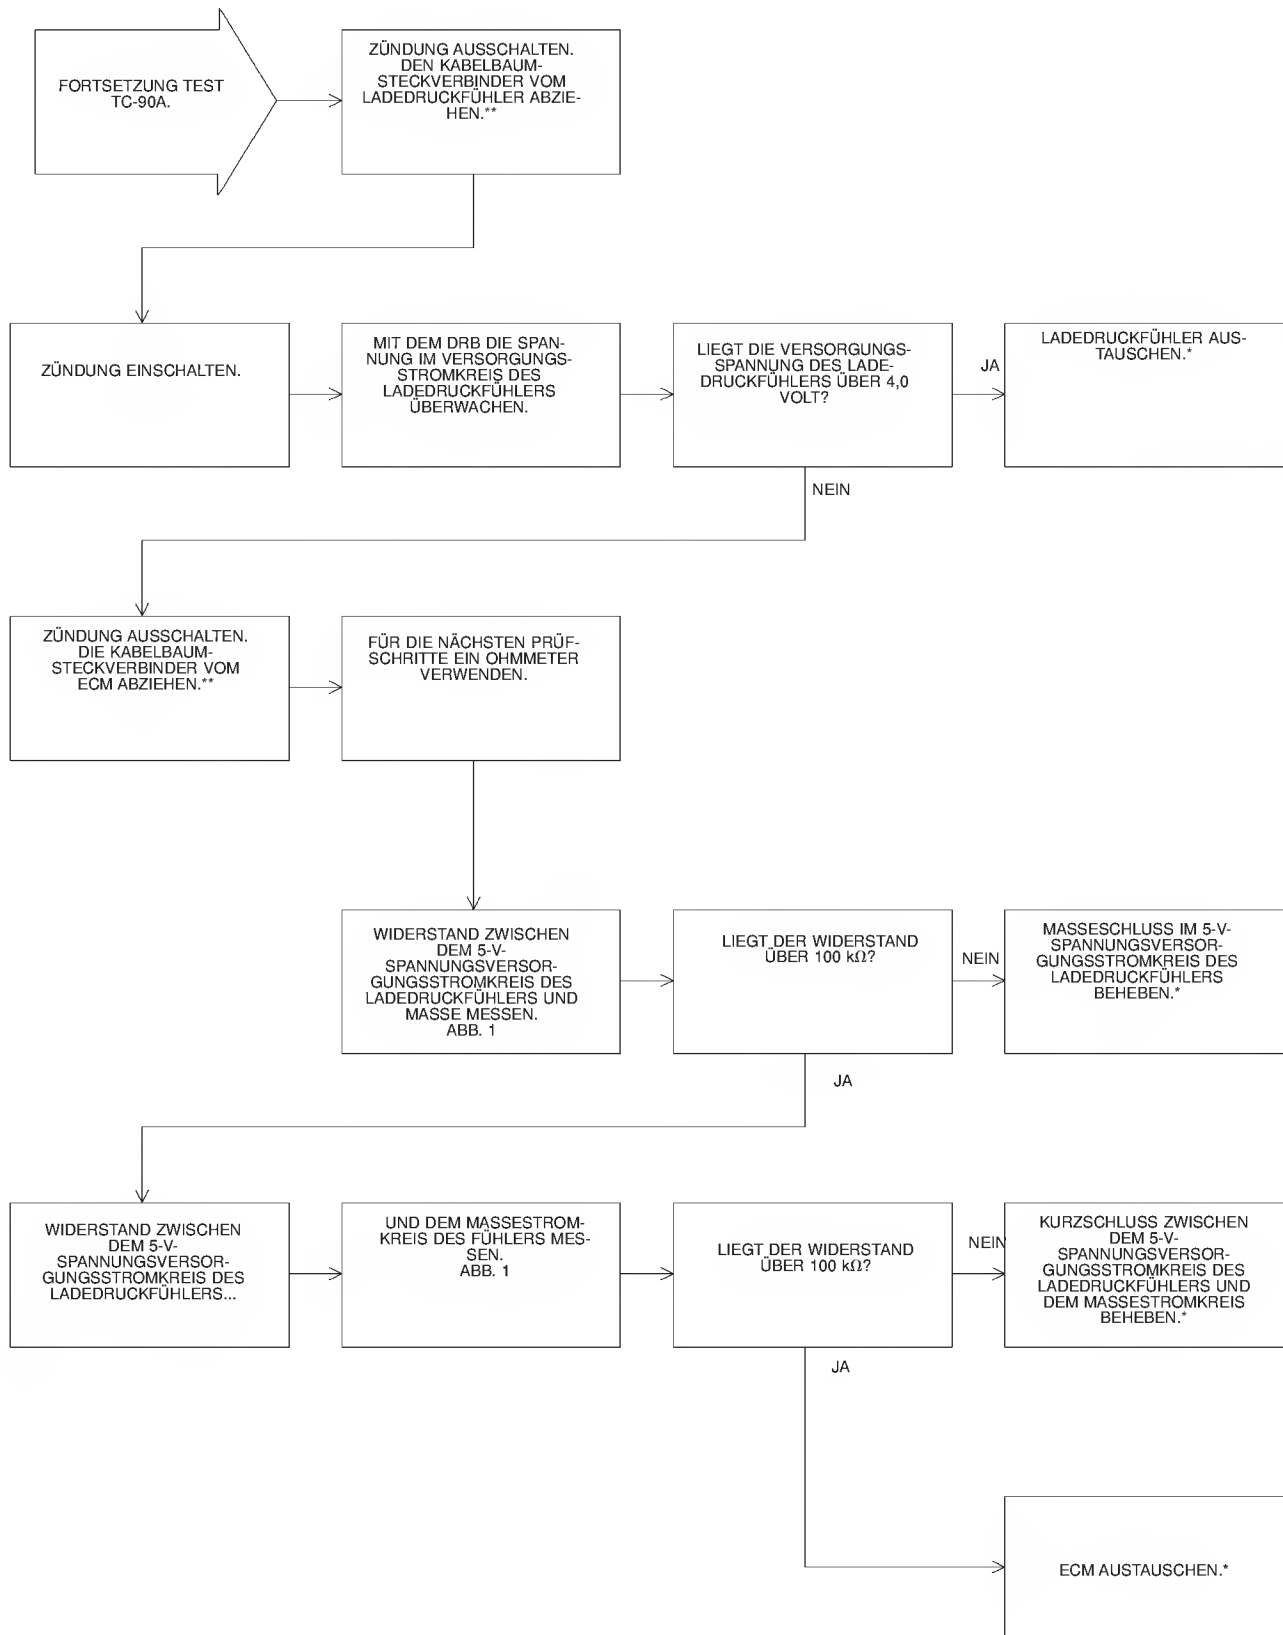 FORTSETZUNG TEST
TC-90A.
ZÜNDUNG AUSSCHALTEN.
DEN KABELBAUM-
STECKVERBINDER VOM
LADEDRUCKFÜHLER ABZIE-
HEN.**
ZÜNDUNG EINSCHALTEN.
MIT DEM DRB DIE SPAN-
NUNG IM VERSORGUNGS-
STROMKREIS DES
LADEDRUCKFÜHLERS
ÜBERWACHEN.
LIEGT DIE VERSORGUNGS-
SPANNUNG DES LADE-
DRUCKFÜHLERS ÜBER 4,0
VOLT?
JA
LADEDRUCKFÜHLER AUS-
TAUSCHEN.*
NEIN
ZÜNDUNG AUSSCHALTEN.
DIE KABELBAUM-
STECKVERBINDER VOM
ECM ABZIEHEN.**
FÜR DIE NÄCHSTEN PRÜF-
SCHRITTE EIN OHMMETER
VERWENDEN.
WIDERSTAND ZWISCHEN
DEM 5-V-
SPANNUNGSVERSOR-
GUNGSSTROMKREIS DES
LADEDRUCKFÜHLERS UND
MASSE MESSEN.
ABB. 1
LIEGT DER WIDERSTAND
ÜBER 100 kΩ?
NEIN
MASSESCHLUSS IM 5-V-
SPANNUNGSVERSOR-
GUNGSSTROMKREIS DES
LADEDRUCKFÜHLERS
BEHEBEN.*
JA
WIDERSTAND ZWISCHEN
DEM 5-V-
SPANNUNGSVERSOR-
GUNGSSTROMKREIS DES
LADEDRUCKFÜHLERS...
UND DEM MASSESTROM-
KREIS DES FÜHLERS MES-
SEN.
ABB. 1
LIEGT DER WIDERSTAND
ÜBER 100 kΩ?
NEIN
KURZSCHLUSS ZWISCHEN
DEM 5-V-
SPANNUNGSVERSOR-
GUNGSSTROMKREIS DES
LADEDRUCKFÜHLERS UND
DEM MASSESTROMKREIS
BEHEBEN.*
JA
ECM AUSTAUSCHEN.*